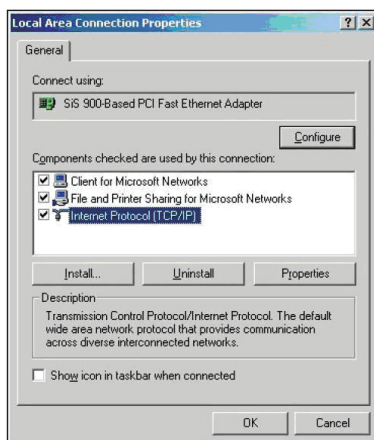 Local Area Connection Properties
General
Connect using:
SiS 900-Based PCI Fast Ethernet Adapter
Configure
Components checked are used by this connection:
Client for Microsoft Networks
File and Printer Sharing for Microsoft Networks
Internet Protocol (TCP/IP)
Install...
Uninstall
Properties
Description
Transmission Control Protocol/Internet Protocol. The default
wide area network protocol that provides communication
across diverse interconnected networks.
Show icon in taskbar when connected
OK
Cancel